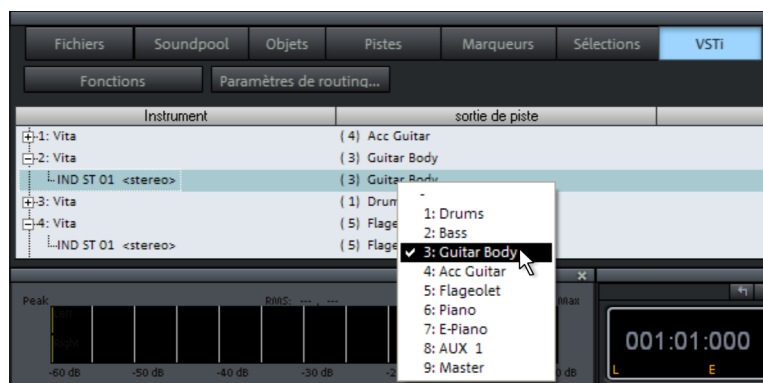 Fichiers Soundpool Objets Pistes Marqueurs Sélections VSTi
Fonctions Paramètres de routing...
Instrument sortie de piste
1: Vita ( 4) Acc Guitar
2: Vita ( 3) Guitar Body
IND ST 01 <stereo> ( 3) Guitar Body
3: Vita ( 1) Drum
4: Vita ( 5) Flage
IND ST 01 <stereo> ( 5) Flage
-
1: Drums
2: Bass
✔ 3: Guitar Body
4: Acc Guitar
5: Flageolet
6: Piano
7: E-Piano
8: AUX 1
9: Master
Peak RMS: --- , --- Max
Left
Right
-60 dB -50 dB -40 dB -30 dB -2 0 dB
001:01:000
L E